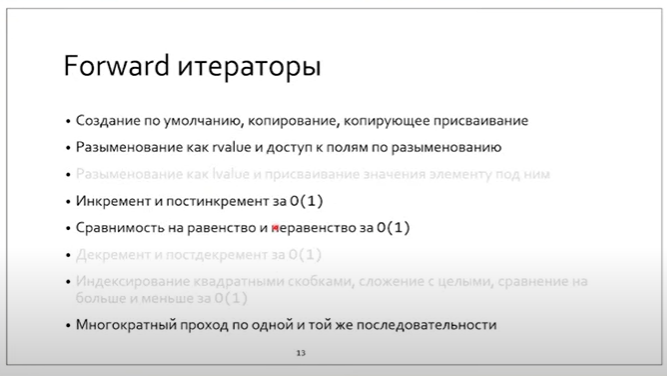 Forward итераторы
• Создание по умолчанию, копирование, копирующее присваивание
• Разыменование как rvalue и доступ к полям по разыменованию
• Разыменование как lvalue и присваивание значения элементу под ним
• Инкремент и постинкремент за O(1)
• Сравнимость на равенство и неравенство за O(1)
• Декремент и постдекремент за O(1)
• Индексирование квадратными скобками, сложение с целыми, сравнение на
больше и меньше за O(1)
• Многократный проход по одной и той же последовательности
13